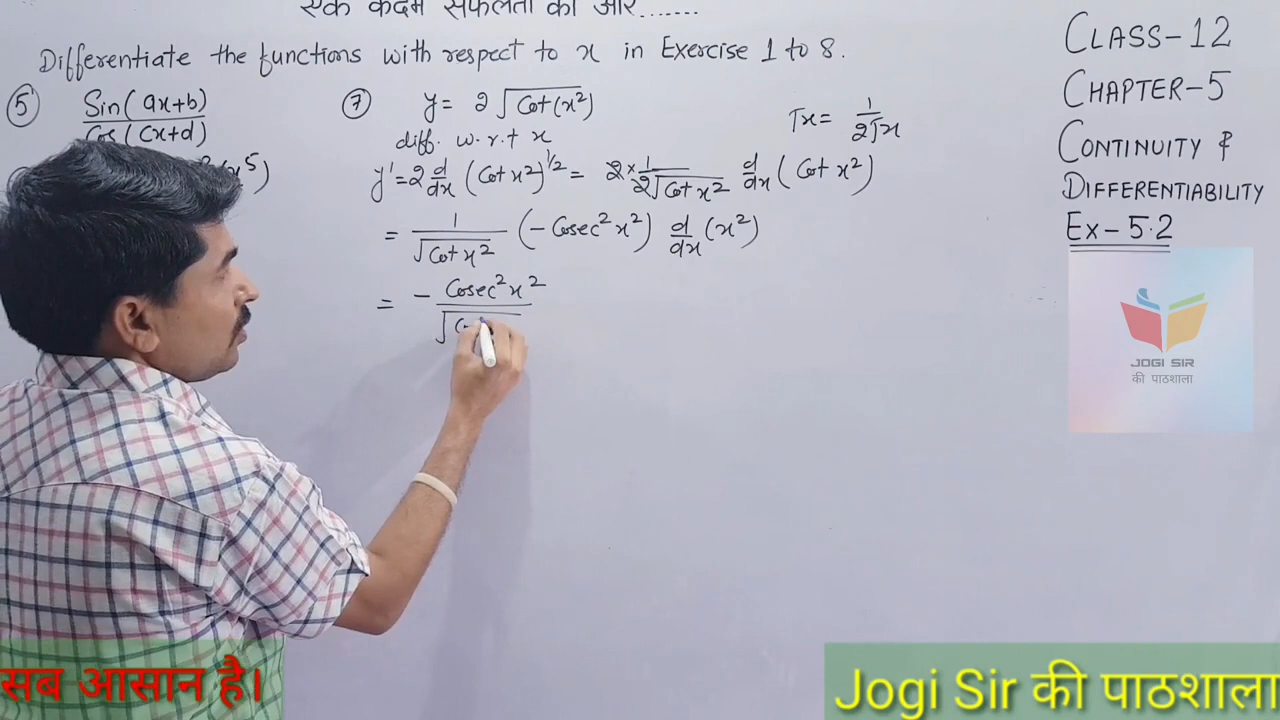 एक कदम सफलता की ओर.......
Differentiate the functions with respect to x in Exercise 1 to 8.
⑤ Sin(ax+b)
Cos(cx+d)
x⁵)
⑦ y = 2√Cot(x²)
diff. w.r.t x
√x = 1/2√x
y' = 2 d/dx (Cot x²)^1/2 = 2 × 1/2√Cot x² d/dx (Cot x²)
= 1/√Cot x² (-Cosec² x²) d/dx (x²)
= - Cosec² x²
CLASS-12
CHAPTER-5
CONTINUITY &
DIFFERENTIABILITY
Ex-5.2
JOGI SIR
की पाठशाला
सब आसान है।
Jogi Sir की पाठशाला